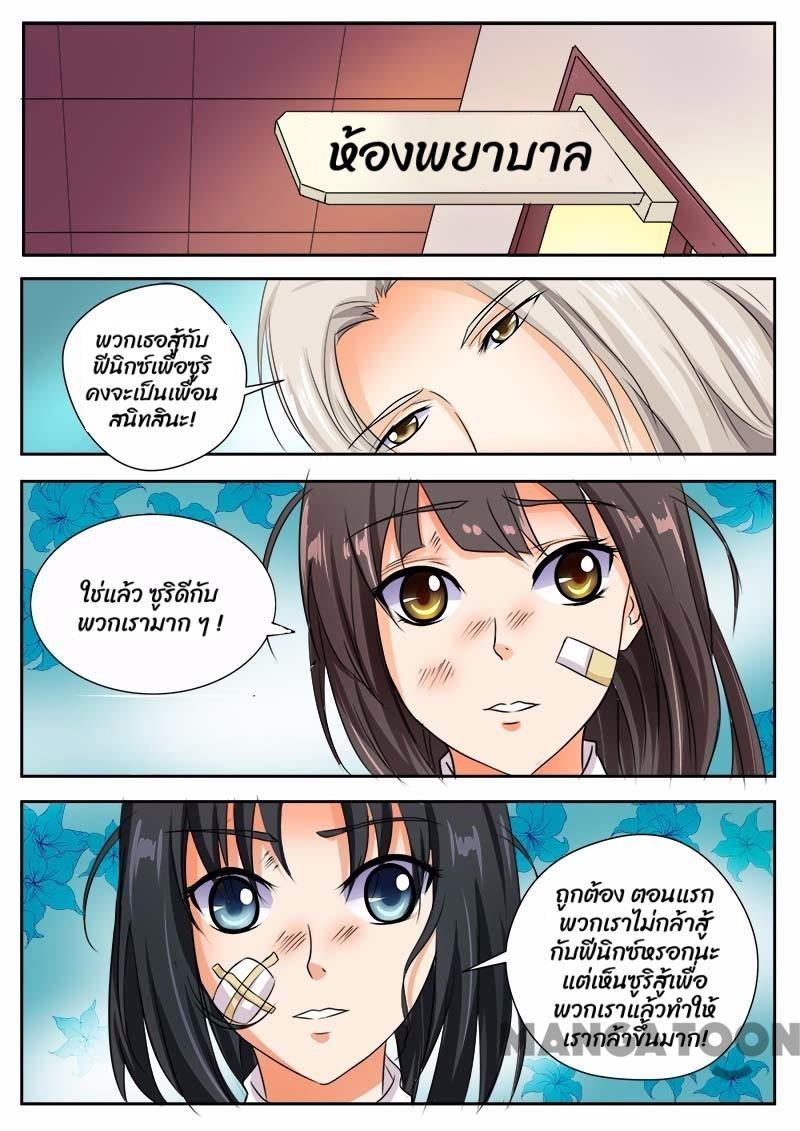 ห้องพยาบาล
พวกเธอสู้กับ
ฟีนิกซ์เพื่อซูริ
คงจะเป็นเพื่อน
สนิทสินะ!
ใช่แล้ว ซูริดีกับ
พวกเรามาก ๆ !
ถูกต้อง ตอนแรก
พวกเราไม่กล้าสู้
กับฟีนิกซ์หรอกนะ
แต่เห็นซูริสู้เพื่อ
พวกเราแล้วทำให้
เรากล้าขึ้นมาก!
MANGATOON